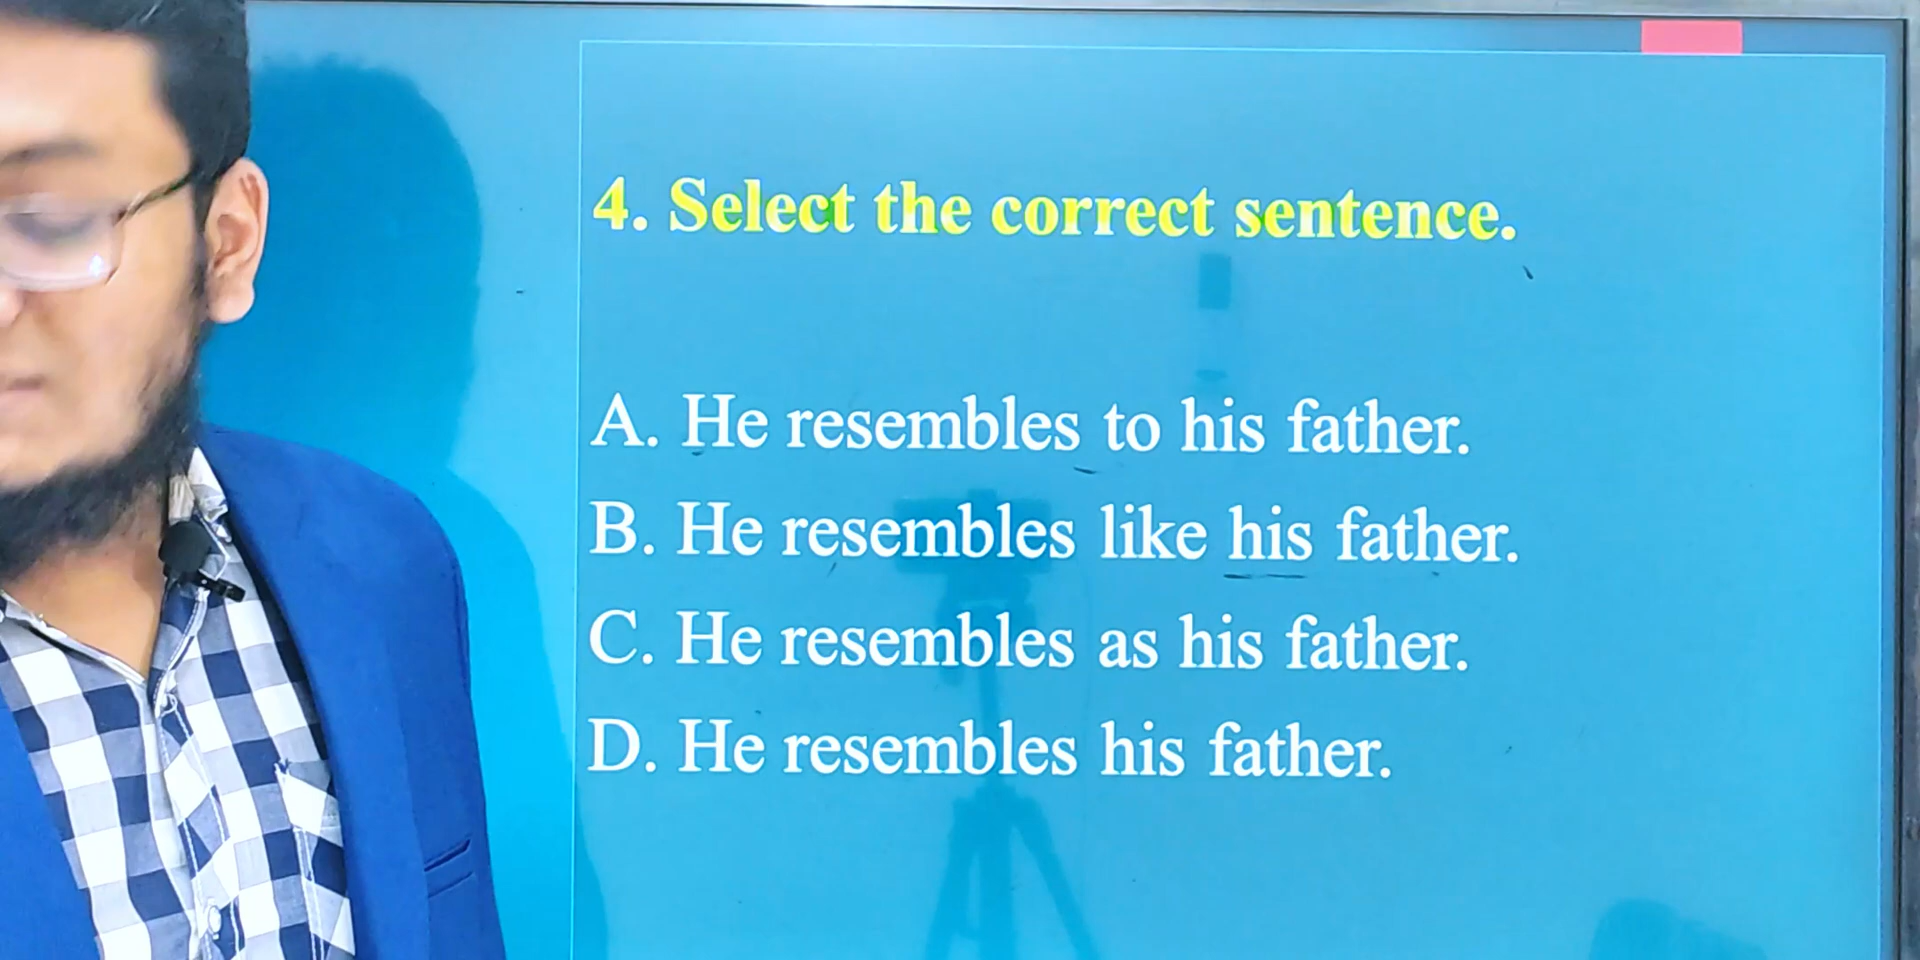 4. Select the correct sentence.
A. He resembles to his father.
B. He resembles like his father.
C. He resembles as his father.
D. He resembles his father.